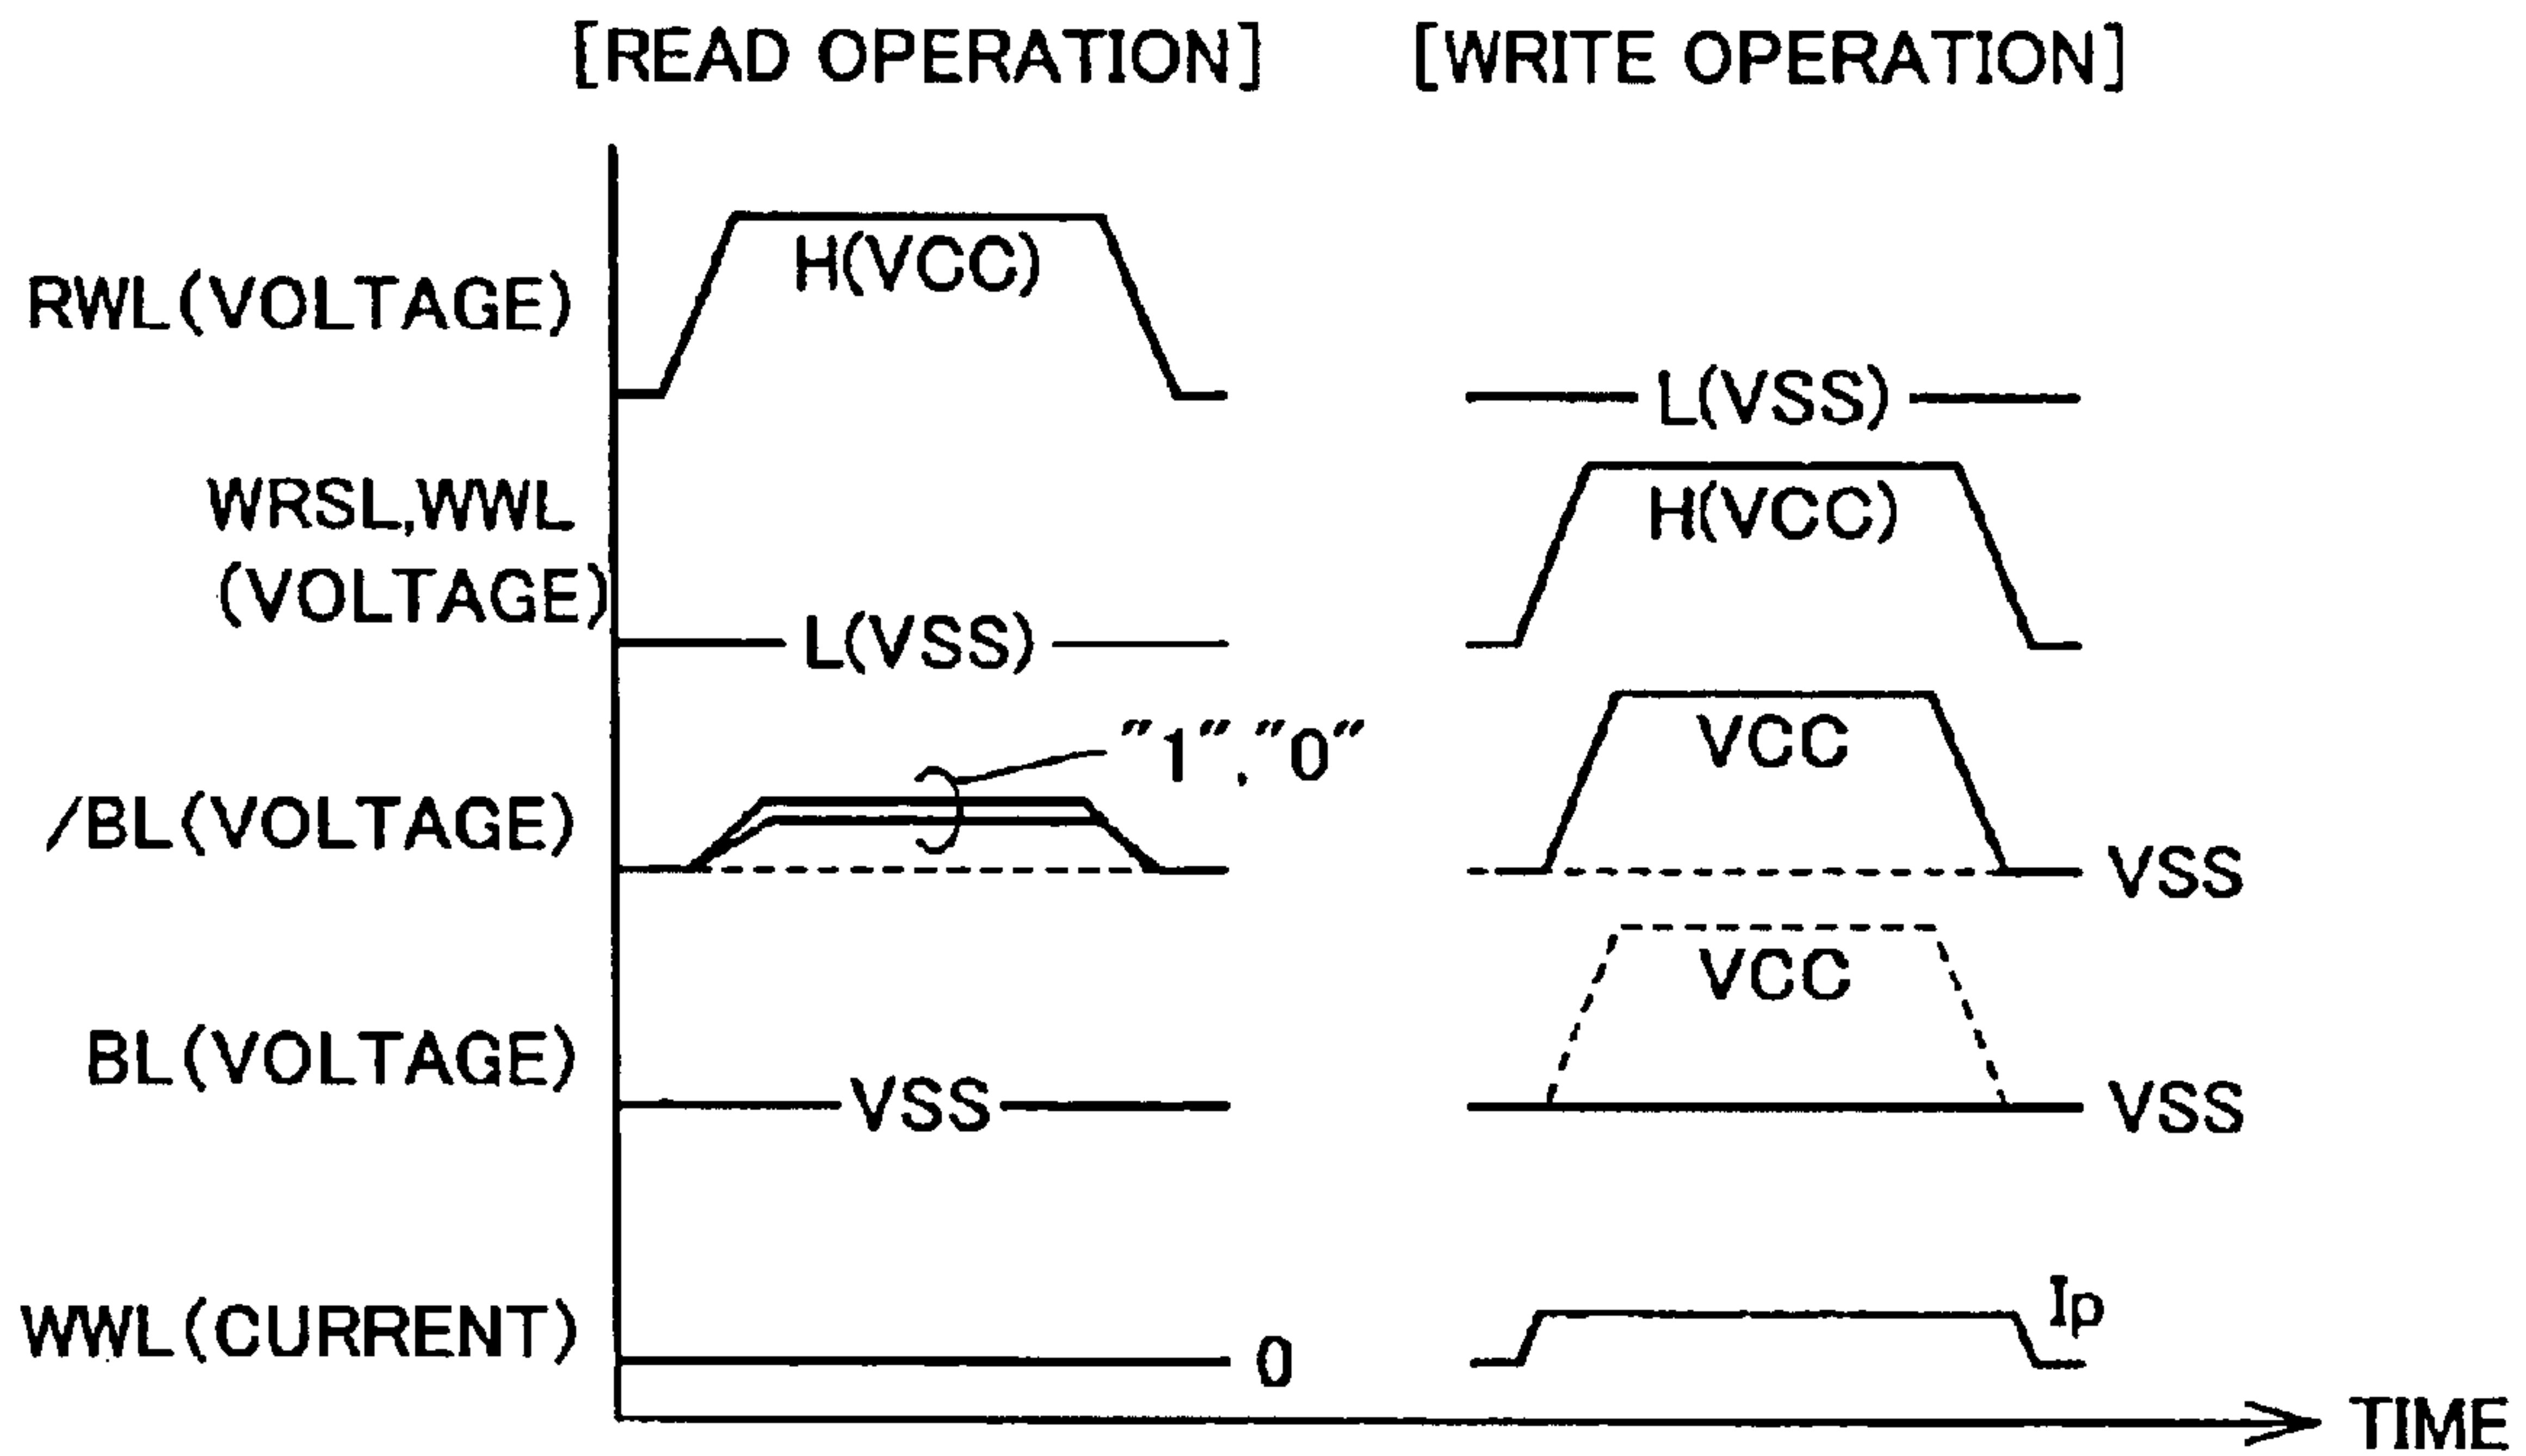 [READ OPERATION] [WRITE OPERATION]
H(VCC)
RWL(VOLTAGE)
L(VSS)
WRSL,WWL
(VOLTAGE)
H(VCC)
L(VSS)
"1","0"
VCC
/BL(VOLTAGE)
VSS
VCC
BL(VOLTAGE)
VSS
VSS
WWL(CURRENT)
0
Ip
TIME